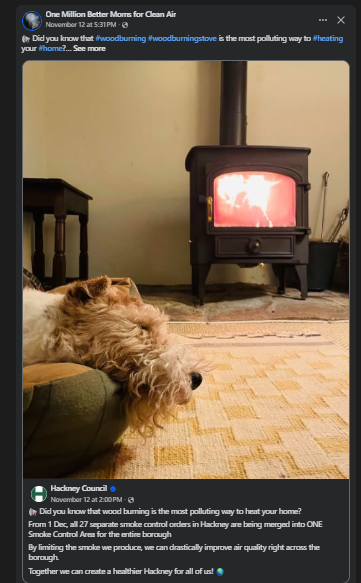 One Million Better Moms for Clean Air
November 12 at 5:31 PM ·
Did you know that #woodburning #woodburningstove is the most polluting way to #heating
your #home?... See more
Hackney Council
November 12 at 2:00 PM ·
Did you know that wood burning is the most polluting way to heat your home?
From 1 Dec, all 27 separate smoke control orders in Hackney are being merged into ONE
Smoke Control Area for the entire borough
By limiting the smoke we produce, we can drastically improve air quality right across the
borough.
Together we can create a healthier Hackney for all of us!